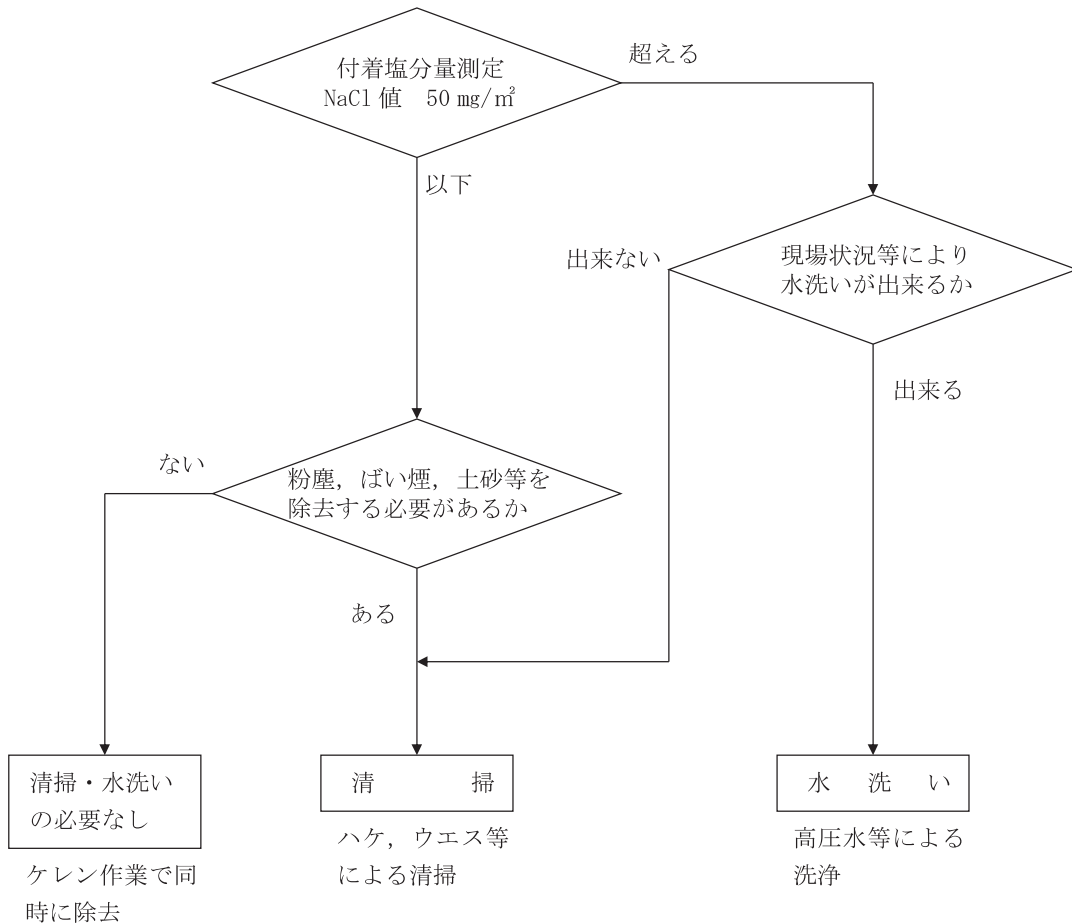 付着塩分量測定
NaCl値　50 mg/㎡
超える
以下
出来ない
現場状況等により
水洗いが出来るか
出来る
ない
粉塵，ばい煙，土砂等を
除去する必要があるか
ある
清掃・水洗い
の必要なし
ケレン作業で同
時に除去
清　　　　掃
ハケ，ウエス等
による清掃
水　洗　い
高圧水等による
洗浄